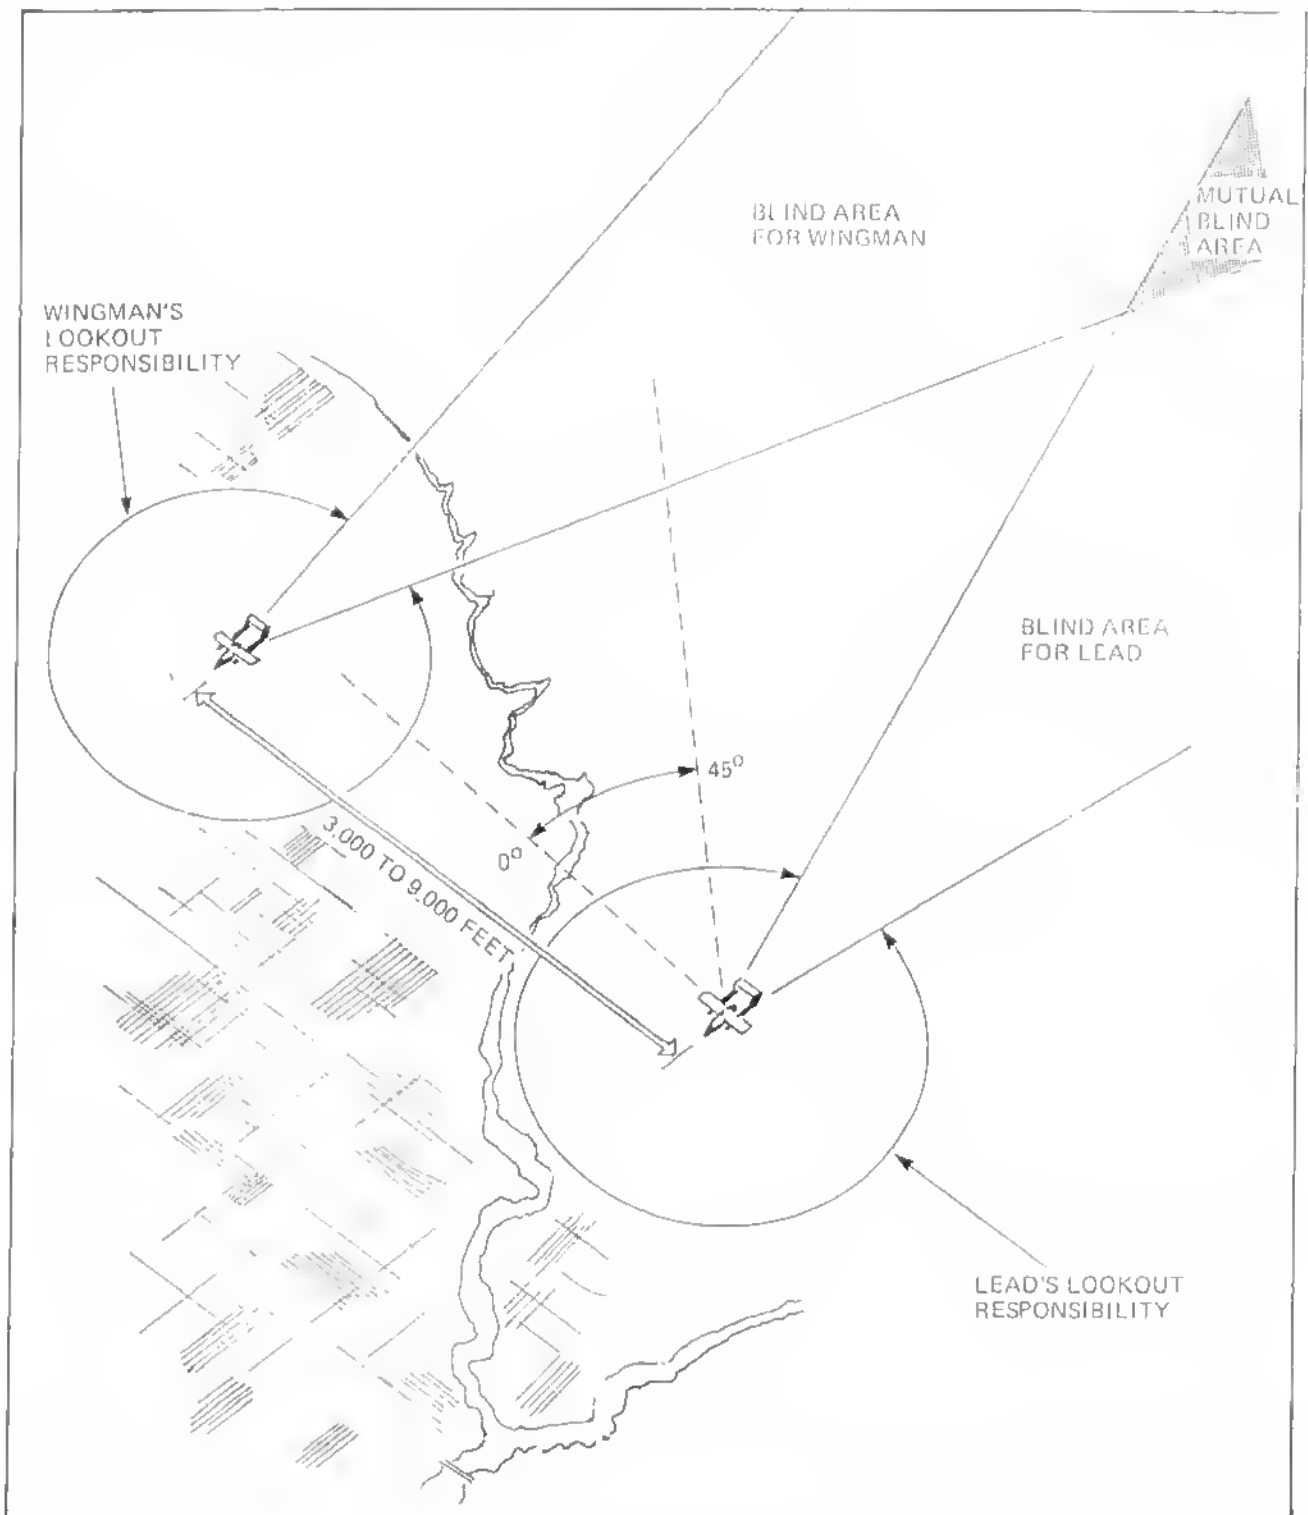 BLIND AREA
FOR WINGMAN
MUTUAL
BLIND
AREA
WINGMAN'S
LOOKOUT
RESPONSIBILITY
BLIND AREA
FOR LEAD
45°
0°
3,000 TO 9,000 FEET
LEAD'S LOOKOUT
RESPONSIBILITY